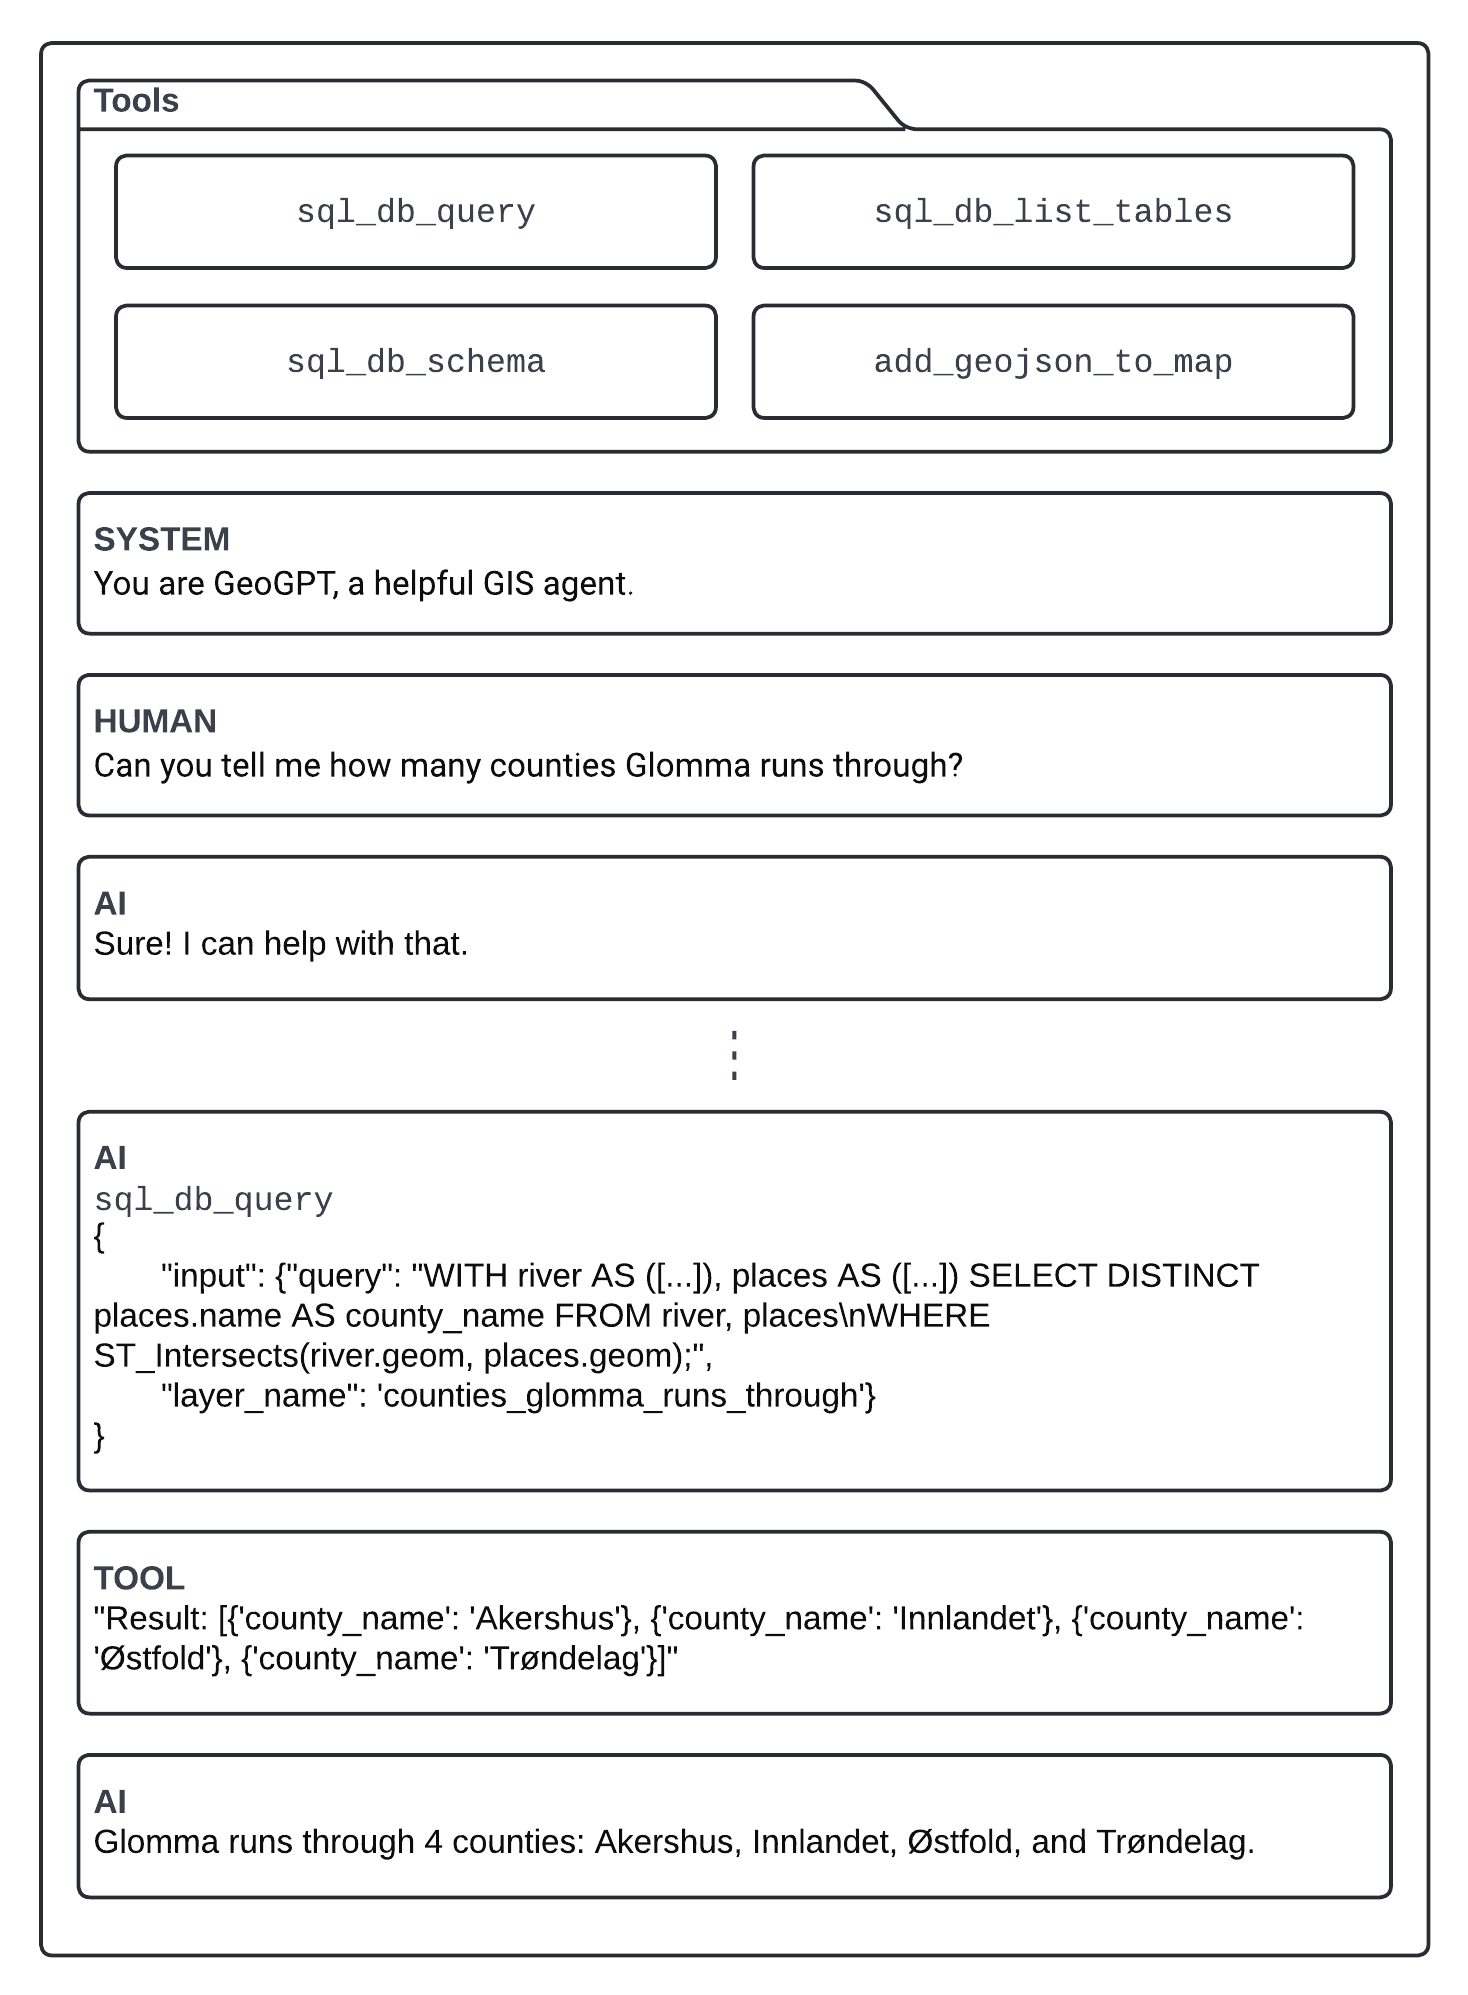 Tools
sql_db_query
sql_db_list_tables
sql_db_schema
add_geojson_to_map
SYSTEM
You are GeoGPT, a helpful GIS agent.
HUMAN
Can you tell me how many counties Glomma runs through?
AI
Sure! I can help with that.
AI
sql_db_query
{
"input": {"query": "WITH river AS ([...]), places AS ([...]) SELECT DISTINCT
places.name AS county_name FROM river, places\nWHERE
ST_Intersects(river.geom, places.geom);",
"layer_name": 'counties_glomma_runs_through'}
}
TOOL
"Result: [{'county_name': 'Akershus'}, {'county_name': 'Innlandet'}, {'county_name':
'Østfold'}, {'county_name': 'Trøndelag'}]"
AI
Glomma runs through 4 counties: Akershus, Innlandet, Østfold, and Trøndelag.